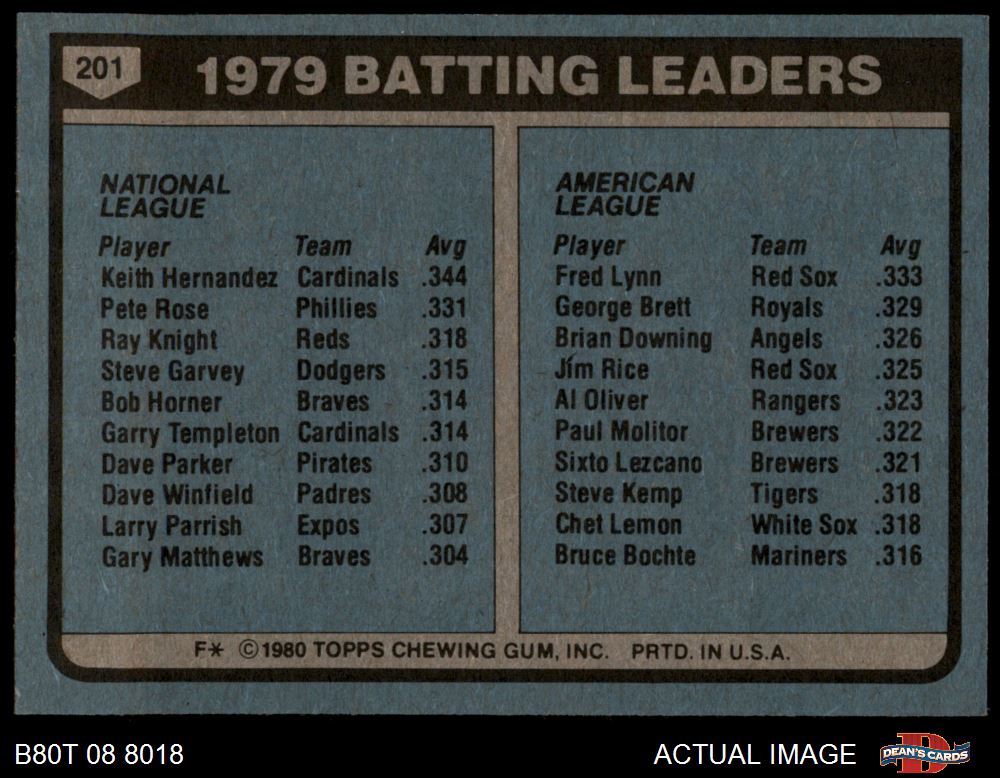 201
1979 BATTING LEADERS
NATIONAL
LEAGUE
Player Team Avg
Keith Hernandez Cardinals .344
Pete Rose Phillies .331
Ray Knight Reds .318
Steve Garvey Dodgers .315
Bob Horner Braves .314
Garry Templeton Cardinals .314
Dave Parker Pirates .310
Dave Winfield Padres .308
Larry Parrish Expos .307
Gary Matthews Braves .304
AMERICAN
LEAGUE
Player Team Avg
Fred Lynn Red Sox .333
George Brett Royals .329
Brian Downing Angels .326
Jim Rice Red Sox .325
Al Oliver Rangers .323
Paul Molitor Brewers .322
Sixto Lezcano Brewers .321
Steve Kemp Tigers .318
Chet Lemon White Sox .318
Bruce Bochte Mariners .316
F* ©1980 TOPPS CHEWING GUM, INC. PRTD. IN U.S.A.
B80T 08 8018
ACTUAL IMAGE
D
DEAN'S CARDS